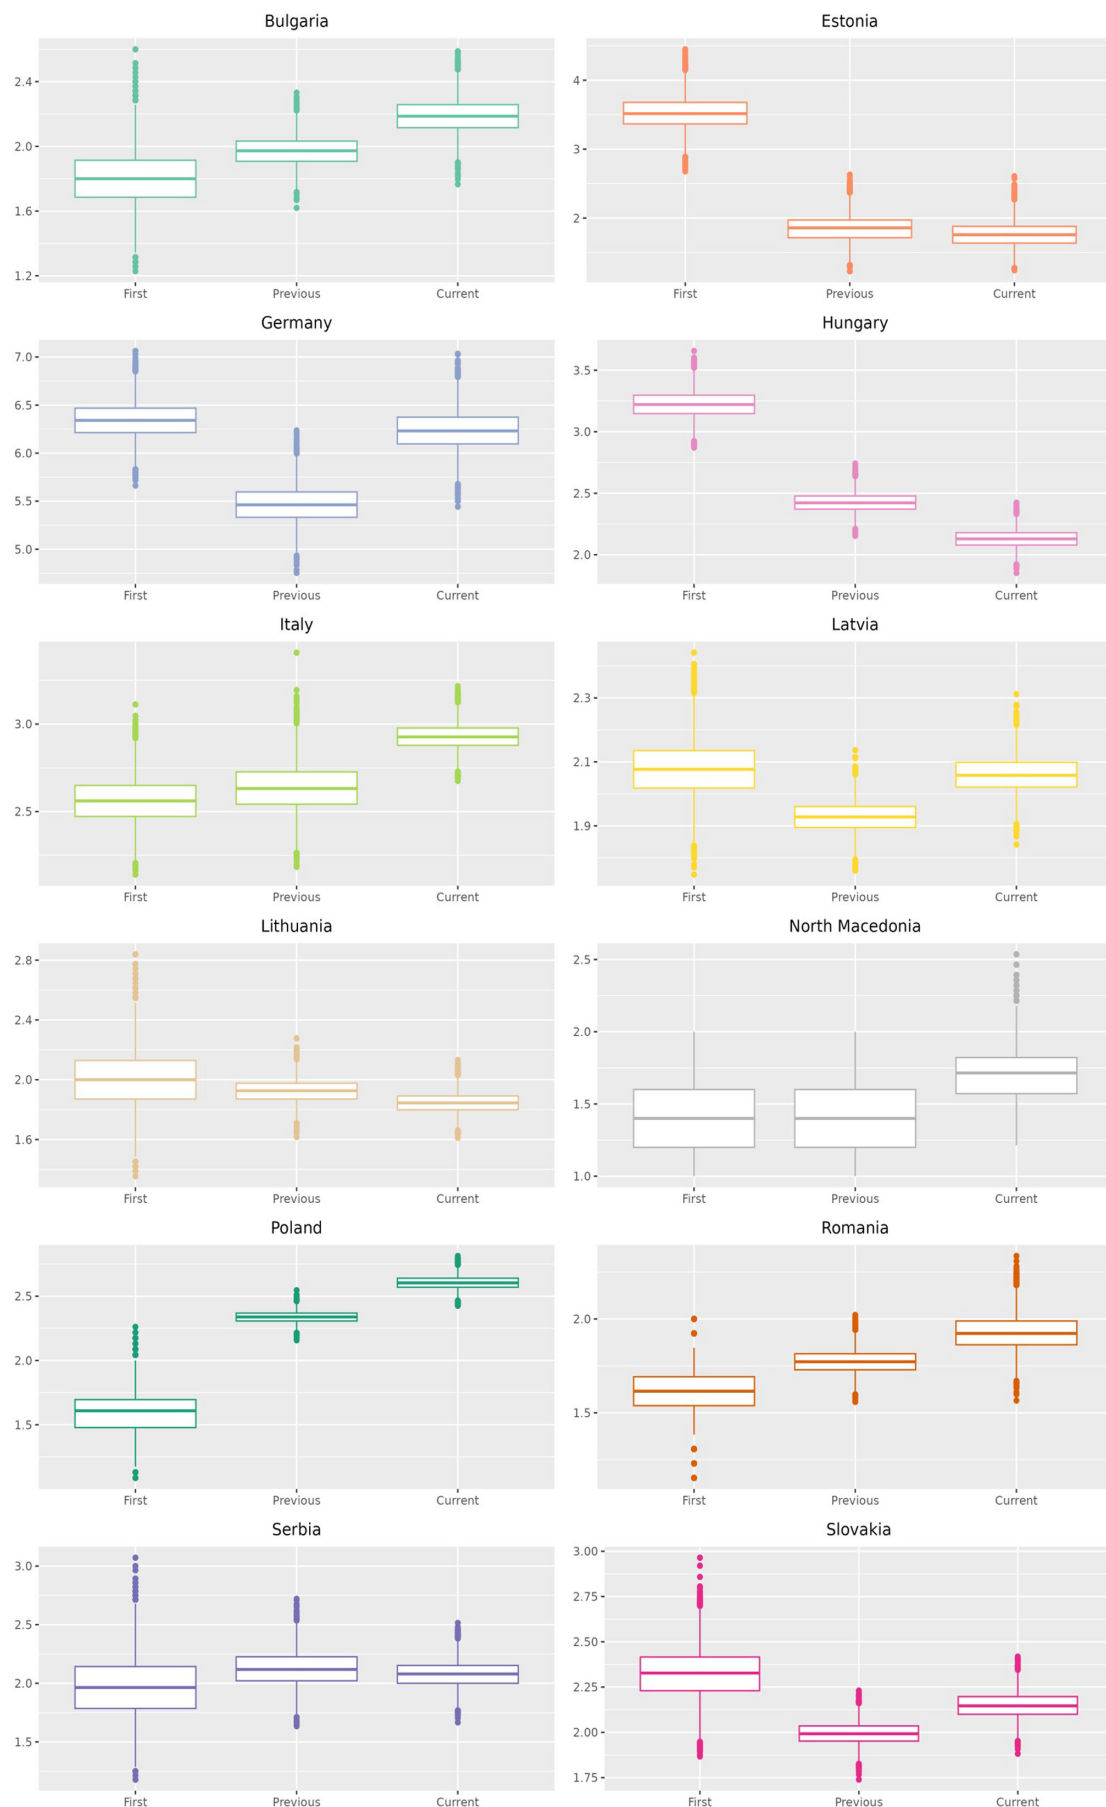 Bulgaria
2.4
2.0
1.6
1.2
First Previous Current
Estonia
4
3
2
First Previous Current
Germany
7.0
6.5
6.0
5.5
5.0
First Previous Current
Hungary
3.5
3.0
2.5
2.0
First Previous Current
Italy
3.0
2.5
First Previous Current
Latvia
2.3
2.1
1.9
First Previous Current
Lithuania
2.8
2.4
2.0
1.6
First Previous Current
North Macedonia
2.5
2.0
1.5
1.0
First Previous Current
Poland
2.5
2.0
1.5
First Previous Current
Romania
2.0
1.5
First Previous Current
Serbia
3.0
2.5
2.0
1.5
First Previous Current
Slovakia
3.00
2.75
2.50
2.25
2.00
1.75
First Previous Current